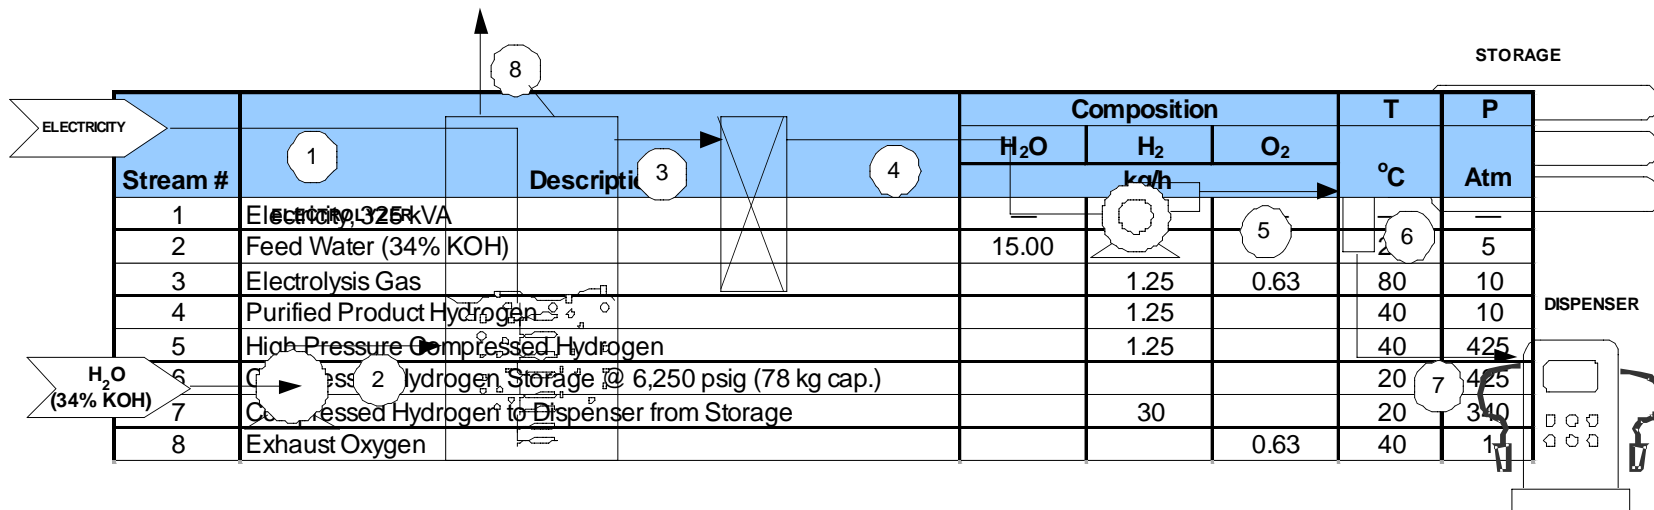 STORAGE
8
Composition T P
ELECTRICITY
H₂O H₂ O₂
1 3 4
Stream # Description kg/h °C Atm
1 Electricity, 325 kVA — — —
ELECTROLYZER
5 6
2 Feed Water (34% KOH) 15.00 5
3 Electrolysis Gas 1.25 0.63 80 10
4 Purified Product Hydrogen 1.25 40 10
DISPENSER
5 High Pressure Compressed Hydrogen 1.25 40 425
H₂O
(34% KOH)
2 7
6 Hydrogen Storage @ 6,250 psig (78 kg cap.) 20 425
7 Compressed Hydrogen to Dispenser from Storage 30 20 340
8 Exhaust Oxygen 0.63 40 1